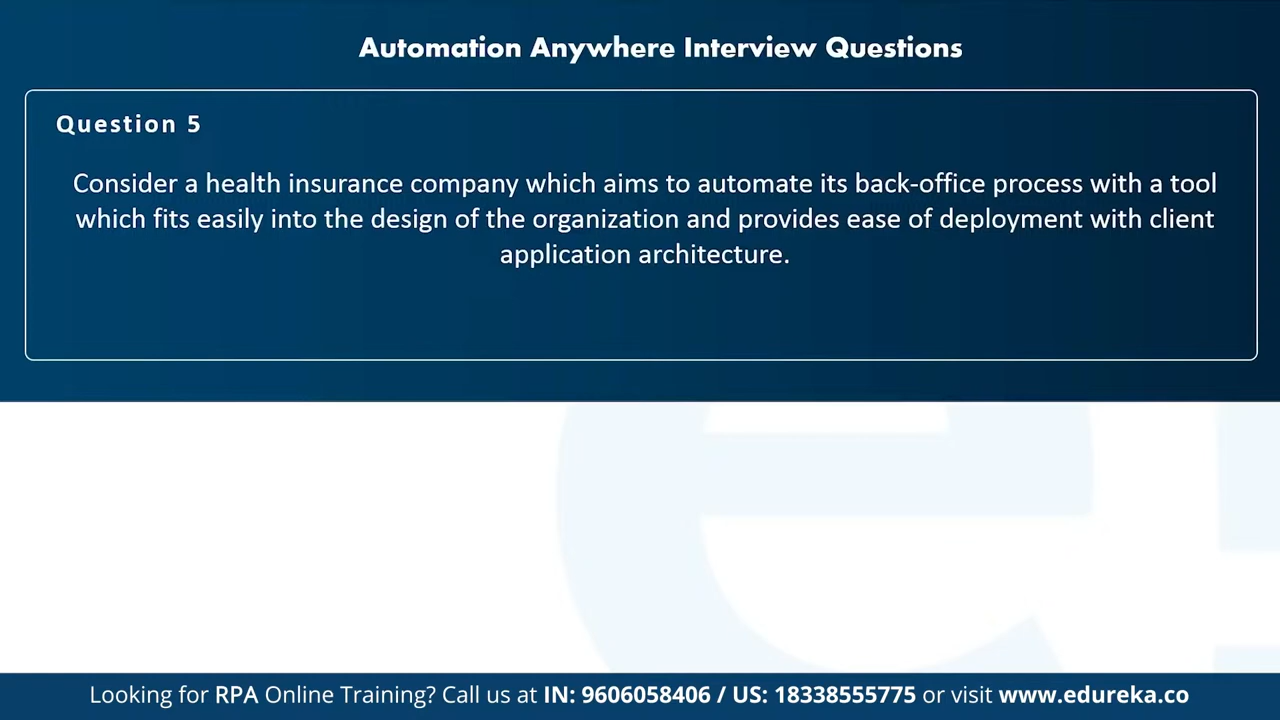 Automation Anywhere Interview Questions
Question 5
Consider a health insurance company which aims to automate its back-office process with a tool
which fits easily into the design of the organization and provides ease of deployment with client
application architecture.
Looking for RPA Online Training? Call us at IN: 9606058406 / US: 18338555775 or visit www.edureka.co